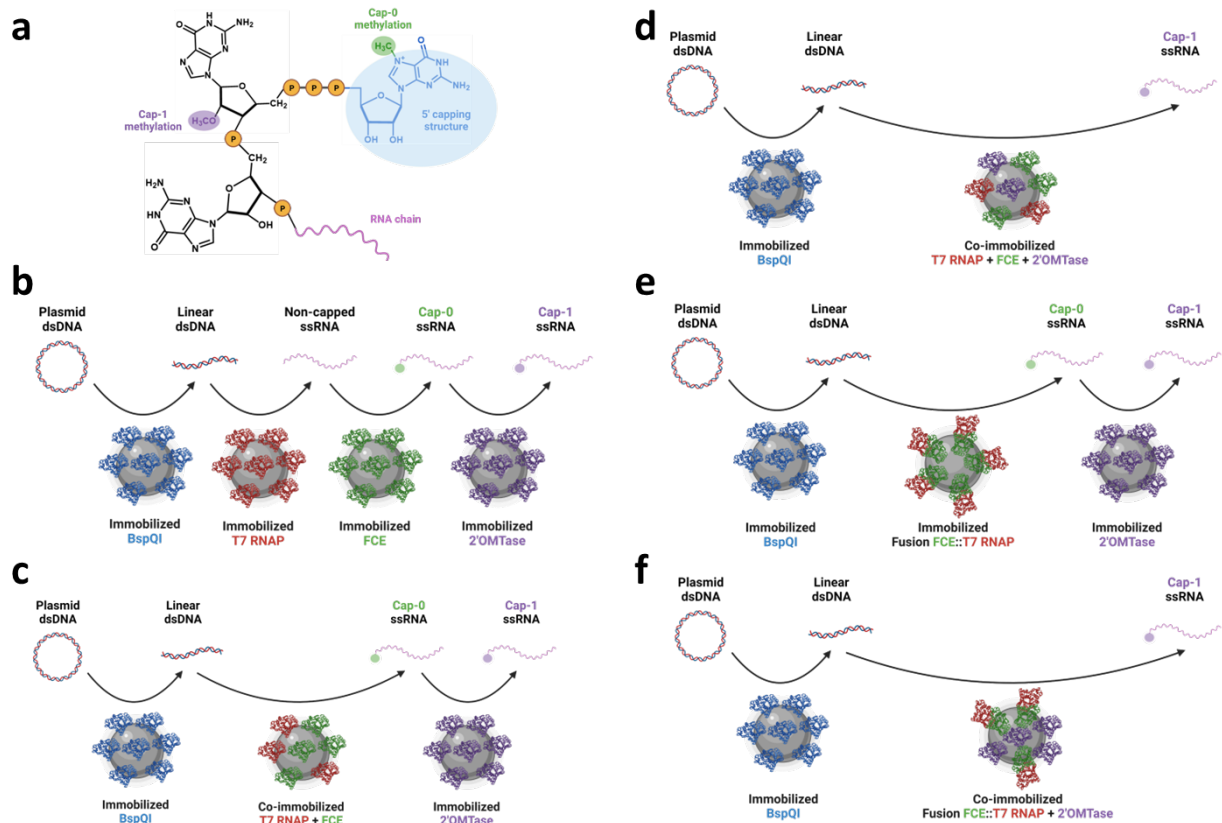 a
Cap-0
methylation
O
N
NH
N
N
NH₂
H₃C
O
N⁺
NH
N
N
NH₂
O
P
P
P
CH₂
O
5' capping
structure
OH
OH
Cap-1
methylation
H₃CO
P
CH₂
O
H₂N
N
HN
N
N
O
P
OH
RNA chain
b
Plasmid
dsDNA
Linear
dsDNA
Non-capped
ssRNA
Cap-0
ssRNA
Cap-1
ssRNA
Immobilized
BspQI
Immobilized
T7 RNAP
Immobilized
FCE
Immobilized
2'OMTase
c
Plasmid
dsDNA
Linear
dsDNA
Cap-0
ssRNA
Cap-1
ssRNA
Immobilized
BspQI
Co-immobilized
T7 RNAP + FCE
Immobilized
2'OMTase
d
Plasmid
dsDNA
Linear
dsDNA
Cap-1
ssRNA
Immobilized
BspQI
Co-immobilized
T7 RNAP + FCE + 2'OMTase
e
Plasmid
dsDNA
Linear
dsDNA
Cap-0
ssRNA
Cap-1
ssRNA
Immobilized
BspQI
Immobilized
Fusion FCE::T7 RNAP
Immobilized
2'OMTase
f
Plasmid
dsDNA
Linear
dsDNA
Cap-1
ssRNA
Immobilized
BspQI
Co-immobilized
Fusion FCE::T7 RNAP + 2'OMTase